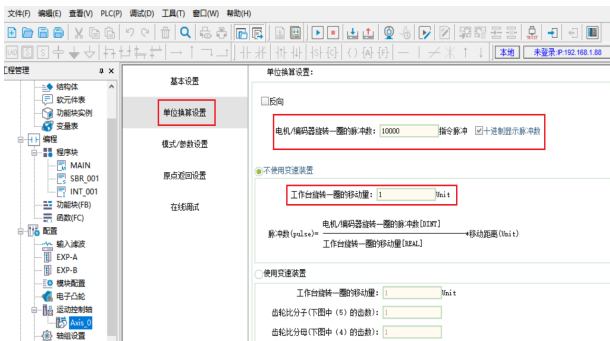 文件(F) 编辑(E) 查看(V) PLC(P) 调试(D) 工具(T) 窗口(W) 帮助(H)
本地 未登录:IP:192.168.1.88
工程管理
结构体
软元件表
功能块实例
变量表
编程
程序块
MAIN
SBR_001
INT_001
功能块(FB)
函数(FC)
配置
输入滤波
EXP-A
EXP-B
模块配置
电子凸轮
运动控制轴
Axis_0
轴组设置
基本设置
单位换算设置
模式/参数设置
原点返回设置
在线调试
单位换算设置:
反向
电机/编码器旋转一圈的脉冲数: 10000 指令脉冲 十进制显示脉冲数
不使用变速装置
工作台旋转一圈的移动量: 1 Unit
电机/编码器旋转一圈的脉冲数[DINT]
脉冲数(pulse)= *移动距离(Unit)
工作台旋转一圈的移动量[REAL]
使用变速装置
工作台旋转一圈的移动量: 1 Unit
齿轮比分子(下图中 (5) 的齿数): 1
齿轮比分母(下图中 (4) 的齿数): 1